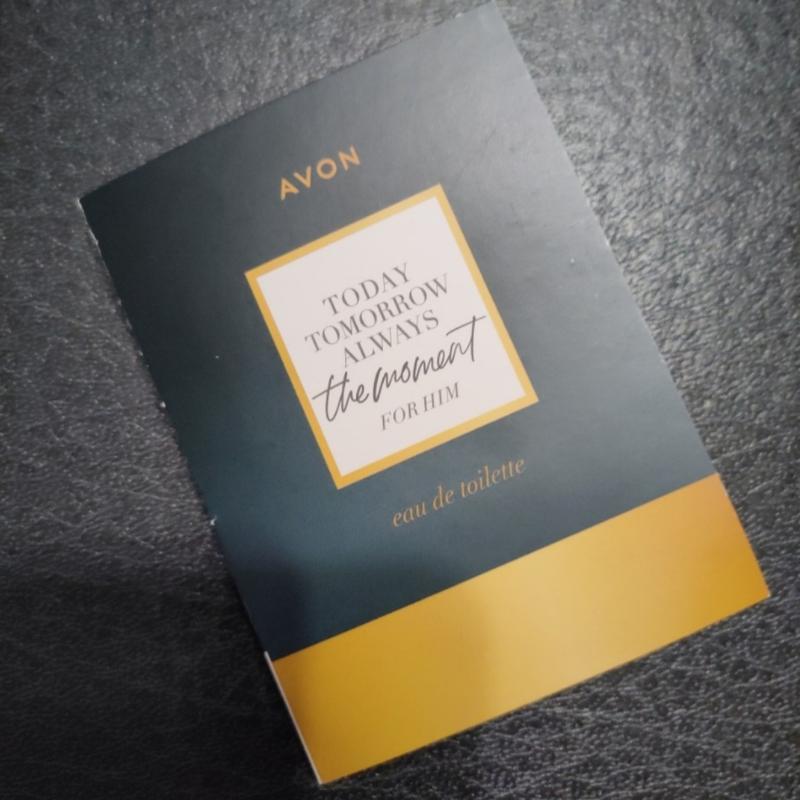 AVON
TODAY
TOMORROW
ALWAYS
the moment
FOR HIM
eau de toilette